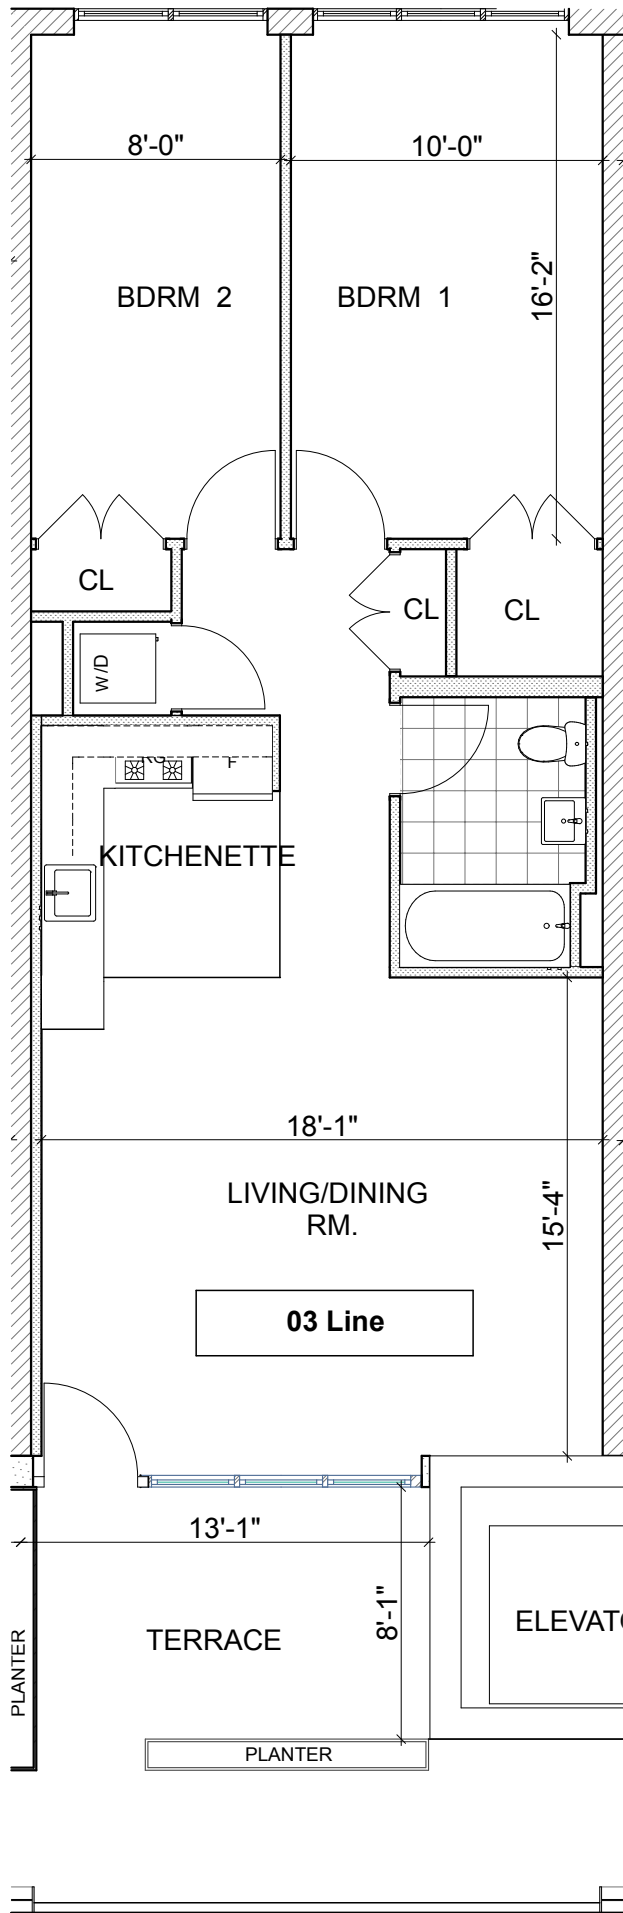 8'-0"
10'-0"
16'-2"
BDRM 2
BDRM 1
CL
CL
CL
W/D
F
KITCHENETTE
18'-1"
LIVING/DINING
RM.
15'-4"
03 Line
13'-1"
8'-1"
TERRACE
ELEVATO
PLANTER
PLANTER